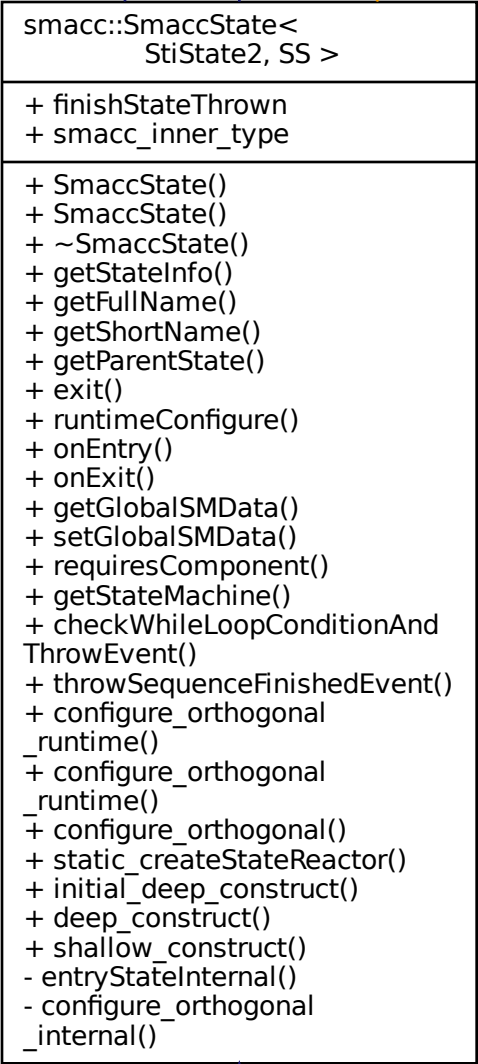 smacc::SmaccState<
StiState2, SS >
+ finishStateThrown
+ smacc_inner_type
+ SmaccState()
+ SmaccState()
+ ~SmaccState()
+ getStateInfo()
+ getFullName()
+ getShortName()
+ getParentState()
+ exit()
+ runtimeConfigure()
+ onEntry()
+ onExit()
+ getGlobalSMData()
+ setGlobalSMData()
+ requiresComponent()
+ getStateMachine()
+ checkWhileLoopConditionAnd
ThrowEvent()
+ throwSequenceFinishedEvent()
+ configure_orthogonal
_runtime()
+ configure_orthogonal
_runtime()
+ configure_orthogonal()
+ static_createStateReactor()
+ initial_deep_construct()
+ deep_construct()
+ shallow_construct()
- entryStateInternal()
- configure_orthogonal
_internal()